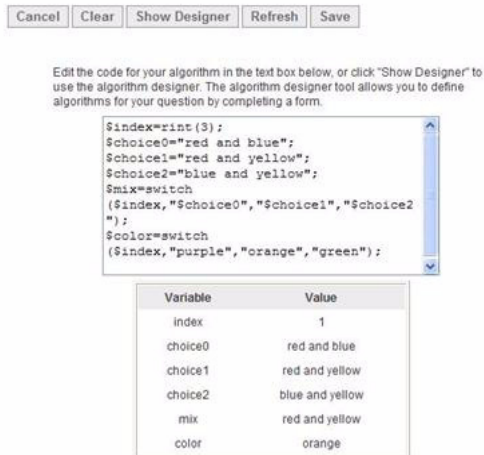 Cancel Clear Show Designer Refresh Save
Edit the code for your algorithm in the text box below, or click "Show Designer" to
use the algorithm designer. The algorithm designer tool allows you to define
algorithms for your question by completing a form.
$index=rint(3);
$choice0="red and blue";
$choice1="red and yellow";
$choice2="blue and yellow";
$mix=switch
($index,"$choice0","$choice1","$choice2
");
$color=switch
($index,"purple","orange","green");
Variable Value
index 1
choice0 red and blue
choice1 red and yellow
choice2 blue and yellow
mix red and yellow
color orange